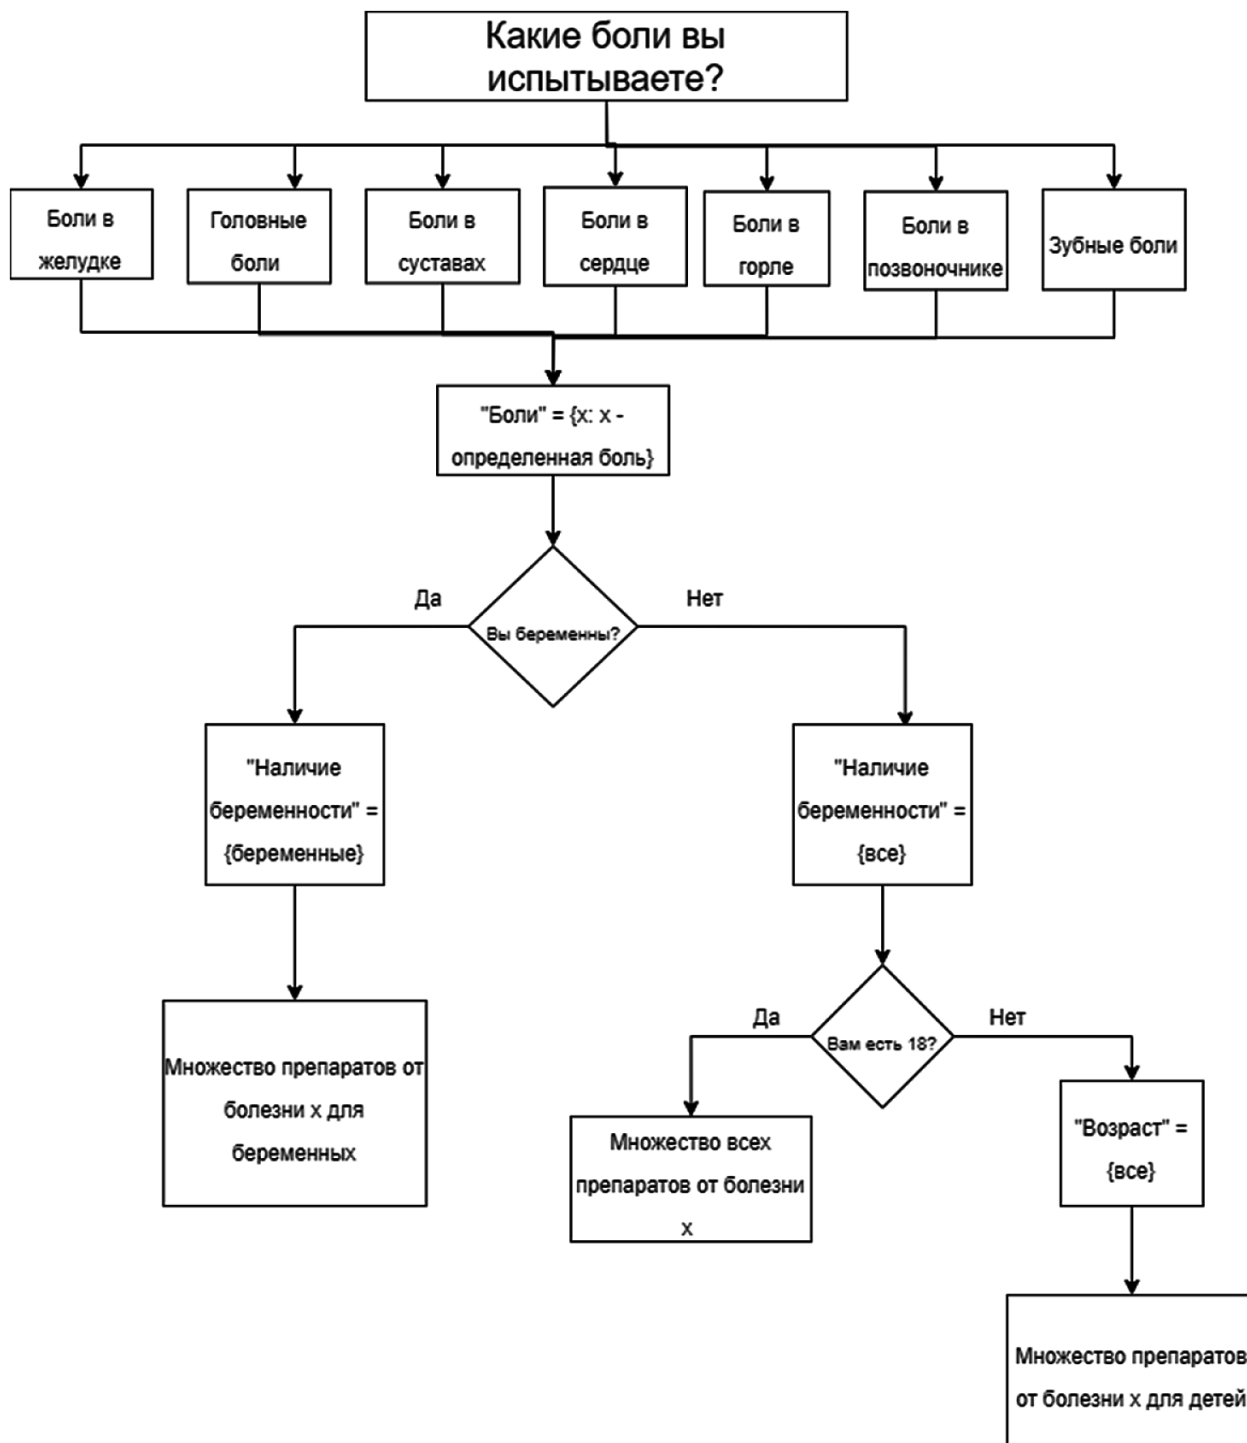 Какие боли вы
испытываете?
Боли в
желудке
Головные
боли
Боли в
суставах
Боли в
сердце
Боли в
горле
Боли в
позвоночнике
Зубные боли
"Боли" = {x: x -
определенная боль}
Да
Нет
Вы беременны?
"Наличие
беременности" =
{беременные}
"Наличие
беременности" =
{все}
Да
Нет
Вам есть 18?
Множество препаратов от
болезни x для
беременных
Множество всех
препаратов от болезни
x
"Возраст" =
{все}
Множество препаратов
от болезни x для детей